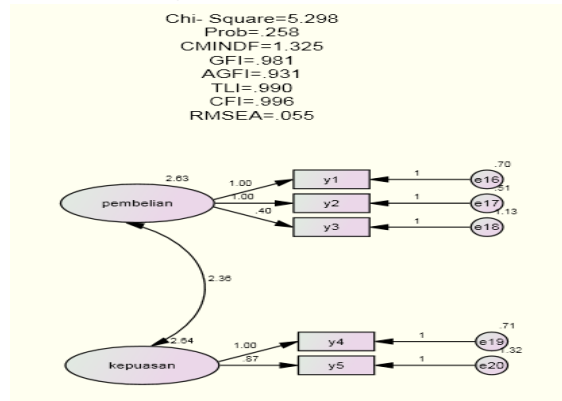 Chi- Square=5.298
Prob=.258
CMINDF=1.325
GFI=.981
AGFI=.931
TLI=.990
CFI=.996
RMSEA=.055
2.63
pembelian
1.00
y1
1
e16
.70
1.00
y2
1
e17
.51
.40
y3
1
e18
1.13
2.36
2.64
kepuasan
1.00
y4
1
e19
.71
.87
y5
1
e20
1.32